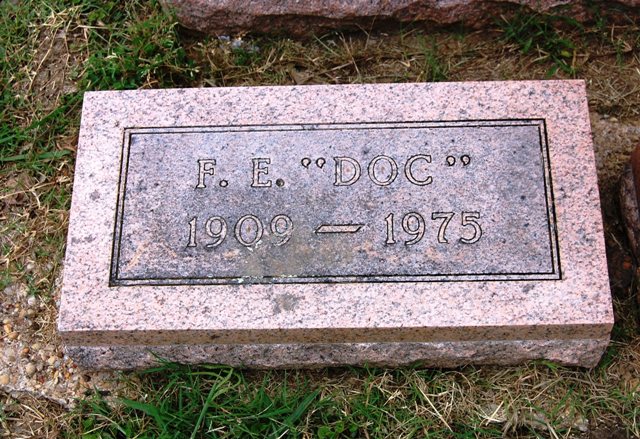 F. E. "DOC"
1909 — 1975